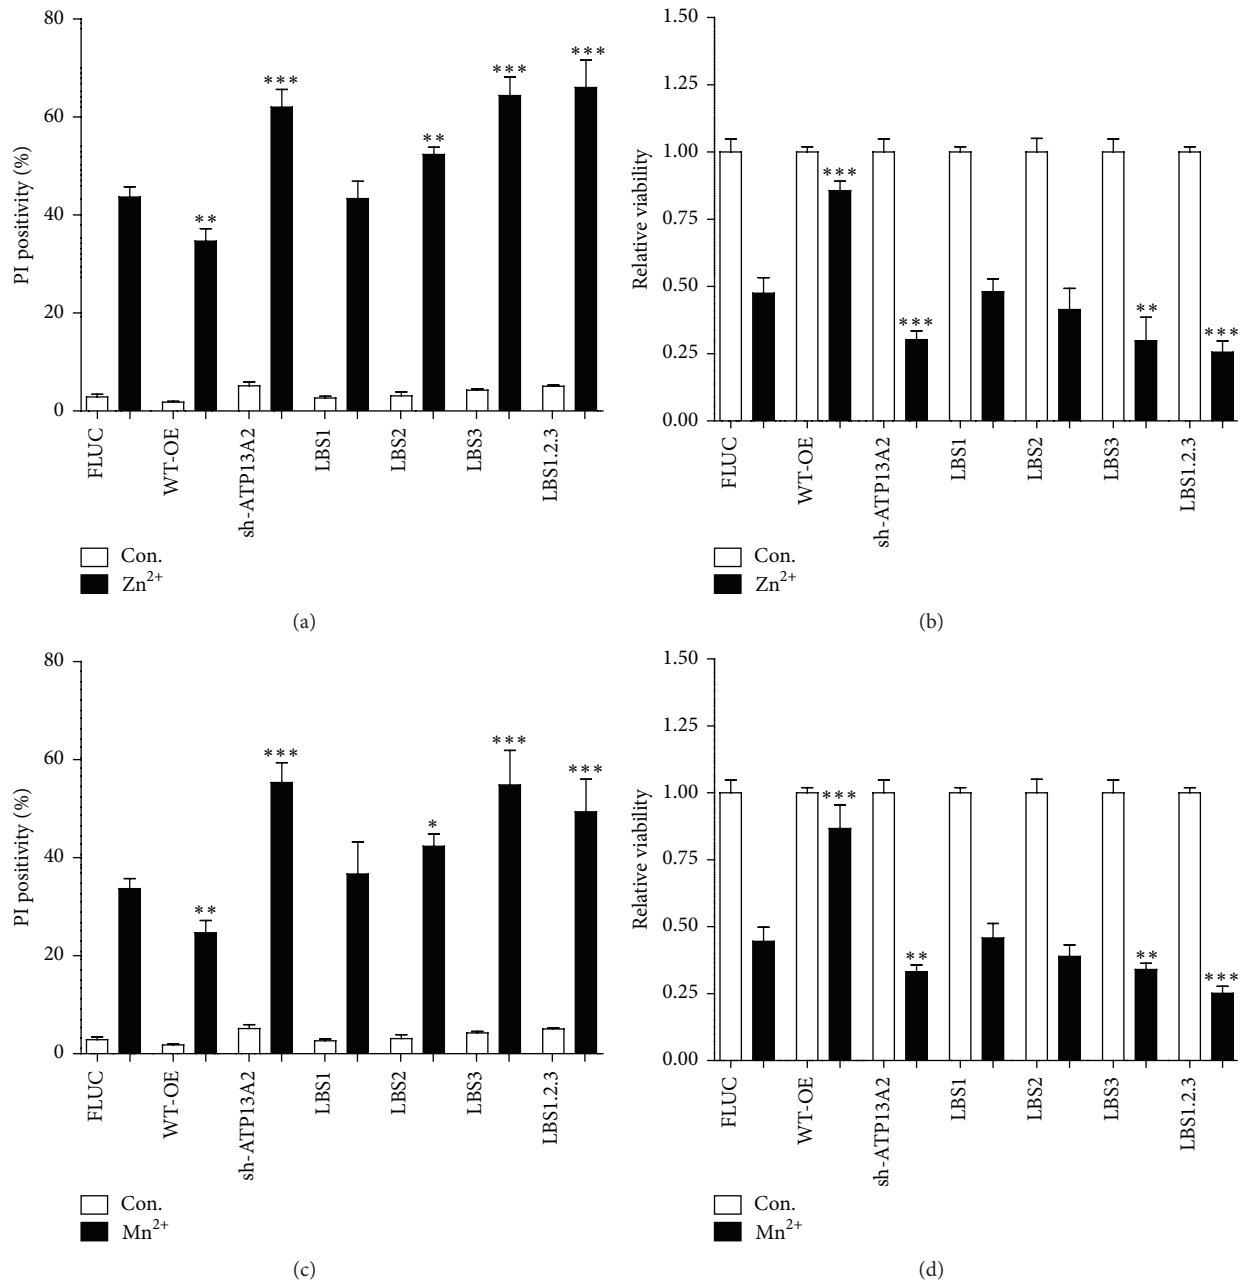 80
60
40
20
0
PI positivity (%)
**
***
**
***
***
FLUC
WT-OE
sh-ATP13A2
LBS1
LBS2
LBS3
LBS1.2.3
Con.
Zn²⁺
(a)
1.50
1.25
1.00
0.75
0.50
0.25
0.00
Relative viability
***
***
**
***
FLUC
WT-OE
sh-ATP13A2
LBS1
LBS2
LBS3
LBS1.2.3
Con.
Zn²⁺
(b)
80
60
40
20
0
PI positivity (%)
**
***
*
***
***
FLUC
WT-OE
sh-ATP13A2
LBS1
LBS2
LBS3
LBS1.2.3
Con.
Mn²⁺
(c)
1.50
1.25
1.00
0.75
0.50
0.25
0.00
Relative viability
***
**
**
***
FLUC
WT-OE
sh-ATP13A2
LBS1
LBS2
LBS3
LBS1.2.3
Con.
Mn²⁺
(d)